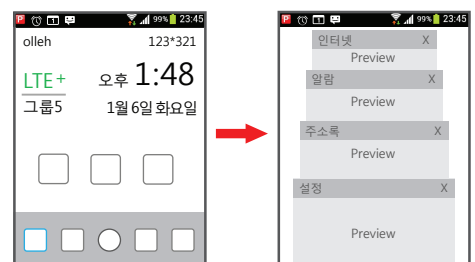 99% 23:45
olleh 123*321
LTE+ 오후 1:48
그룹5 1월 6일 화요일
99% 23:45
인터넷 X
Preview
알람 X
Preview
주소록 X
Preview
설정 X
Preview